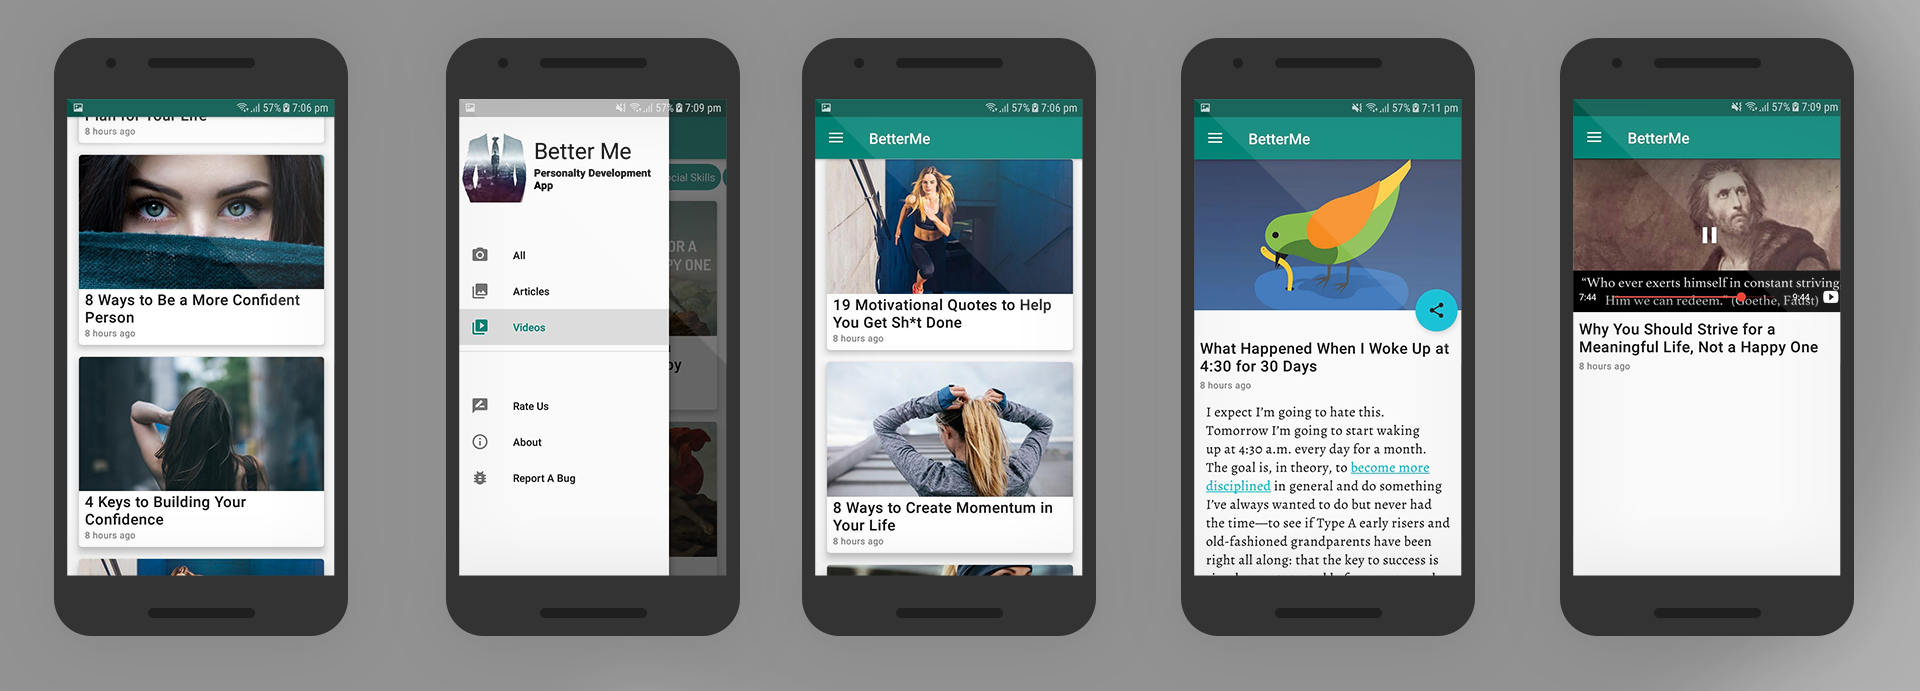 57% 7:06 pm
Plan for Your Life
8 hours ago
8 Ways to Be a More Confident
Person
8 hours ago
4 Keys to Building Your
Confidence
8 hours ago
57% 7:09 pm
Better Me
Personalty Development
App
All
Articles
Videos
Rate Us
About
Report A Bug
cial Skills
OR A
PY ONE
py
57% 7:06 pm
BetterMe
19 Motivational Quotes to Help
You Get Sh*t Done
8 hours ago
8 Ways to Create Momentum in
Your Life
8 hours ago
57% 7:11 pm
BetterMe
What Happened When I Woke Up at
4:30 for 30 Days
8 hours ago
I expect I'm going to hate this.
Tomorrow I'm going to start waking
up at 4:30 a.m. every day for a month.
The goal is, in theory, to become more
disciplined in general and do something
I've always wanted to do but never had
the time—to see if Type A early risers and
old-fashioned grandparents have been
right all along: that the key to success is
57% 7:09 pm
BetterMe
“Who ever exerts himself in constant striving
7:44 Him we can redeem.” (Goethe, Faust) 9:44
Why You Should Strive for a
Meaningful Life, Not a Happy One
8 hours ago